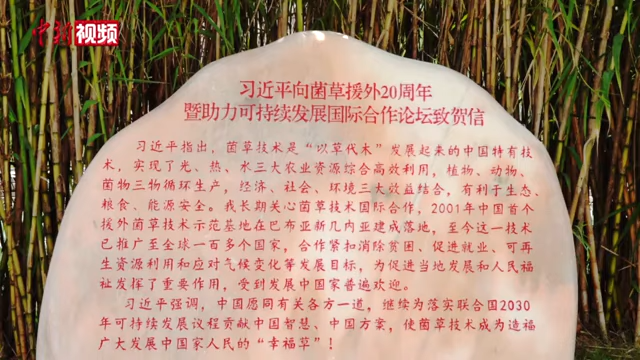 中新视频
习近平向菌草援外20周年
暨助力可持续发展国际合作论坛致贺信
习近平指出，菌草技术是“以草代木”发展起来的中国特有技
术，实现了光、热、水三大农业资源综合高效利用，植物、动物、
菌物三物循环生产，经济、社会、环境三大效益结合，有利于生态、
粮食、能源安全。我长期关心菌草技术国际合作，2001年中国首个
援外菌草技术示范基地在巴布亚新几内亚建成落地，至今这一技术
已推广至全球一百多个国家，合作紧扣消除贫困、促进就业、可再
生资源利用和应对气候变化等发展目标，为促进当地发展和人民福
祉发挥了重要作用，受到发展中国家普遍欢迎。
习近平强调，中国愿同有关各方一道，继续为落实联合国2030
年可持续发展议程贡献中国智慧、中国方案，使菌草技术成为造福
广大发展中国家人民的“幸福草”！